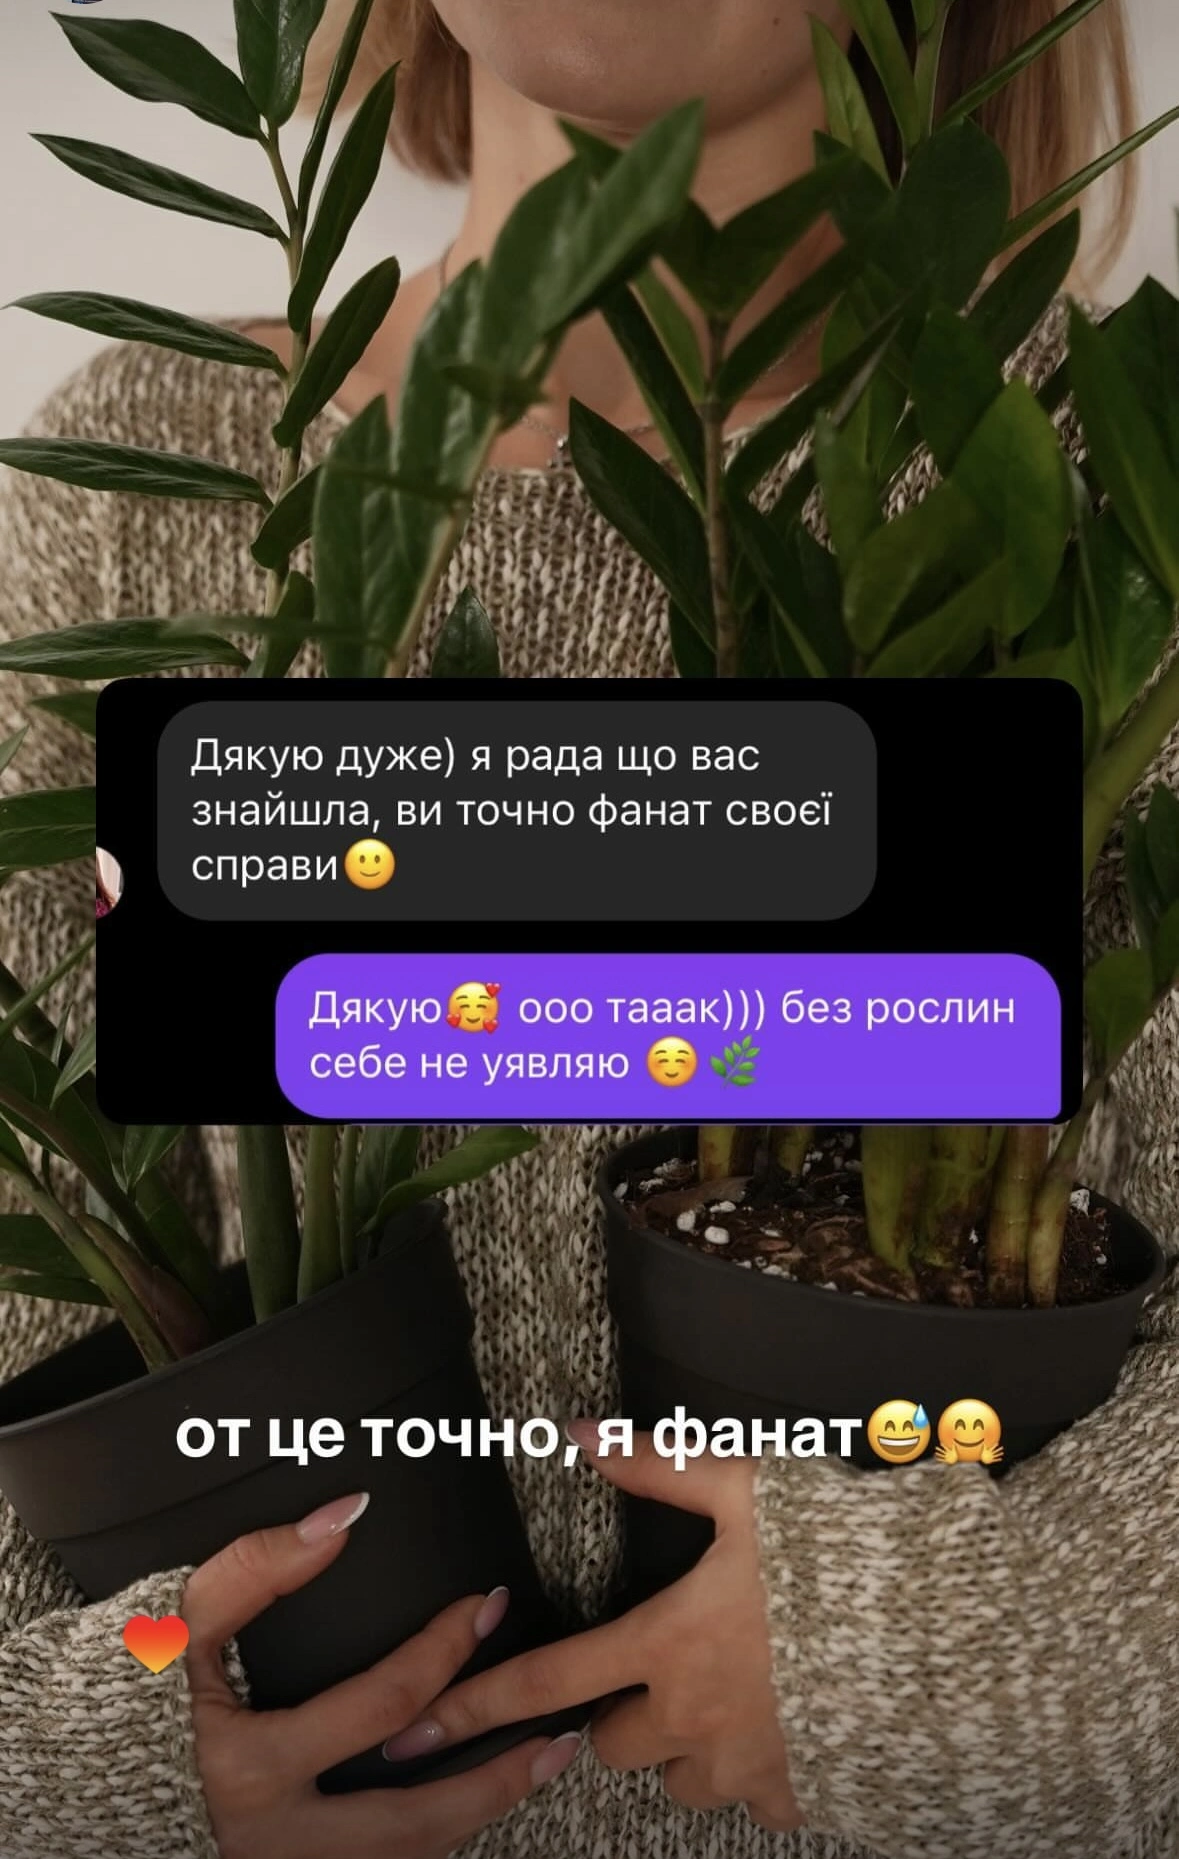 Дякую дуже) я рада що вас
знайшла, ви точно фанат своєї
справи🙂
Дякую🥰 ооо тааак))) без рослин
себе не уявляю ☺️ 🌿
от це точно, я фанат😅🤗